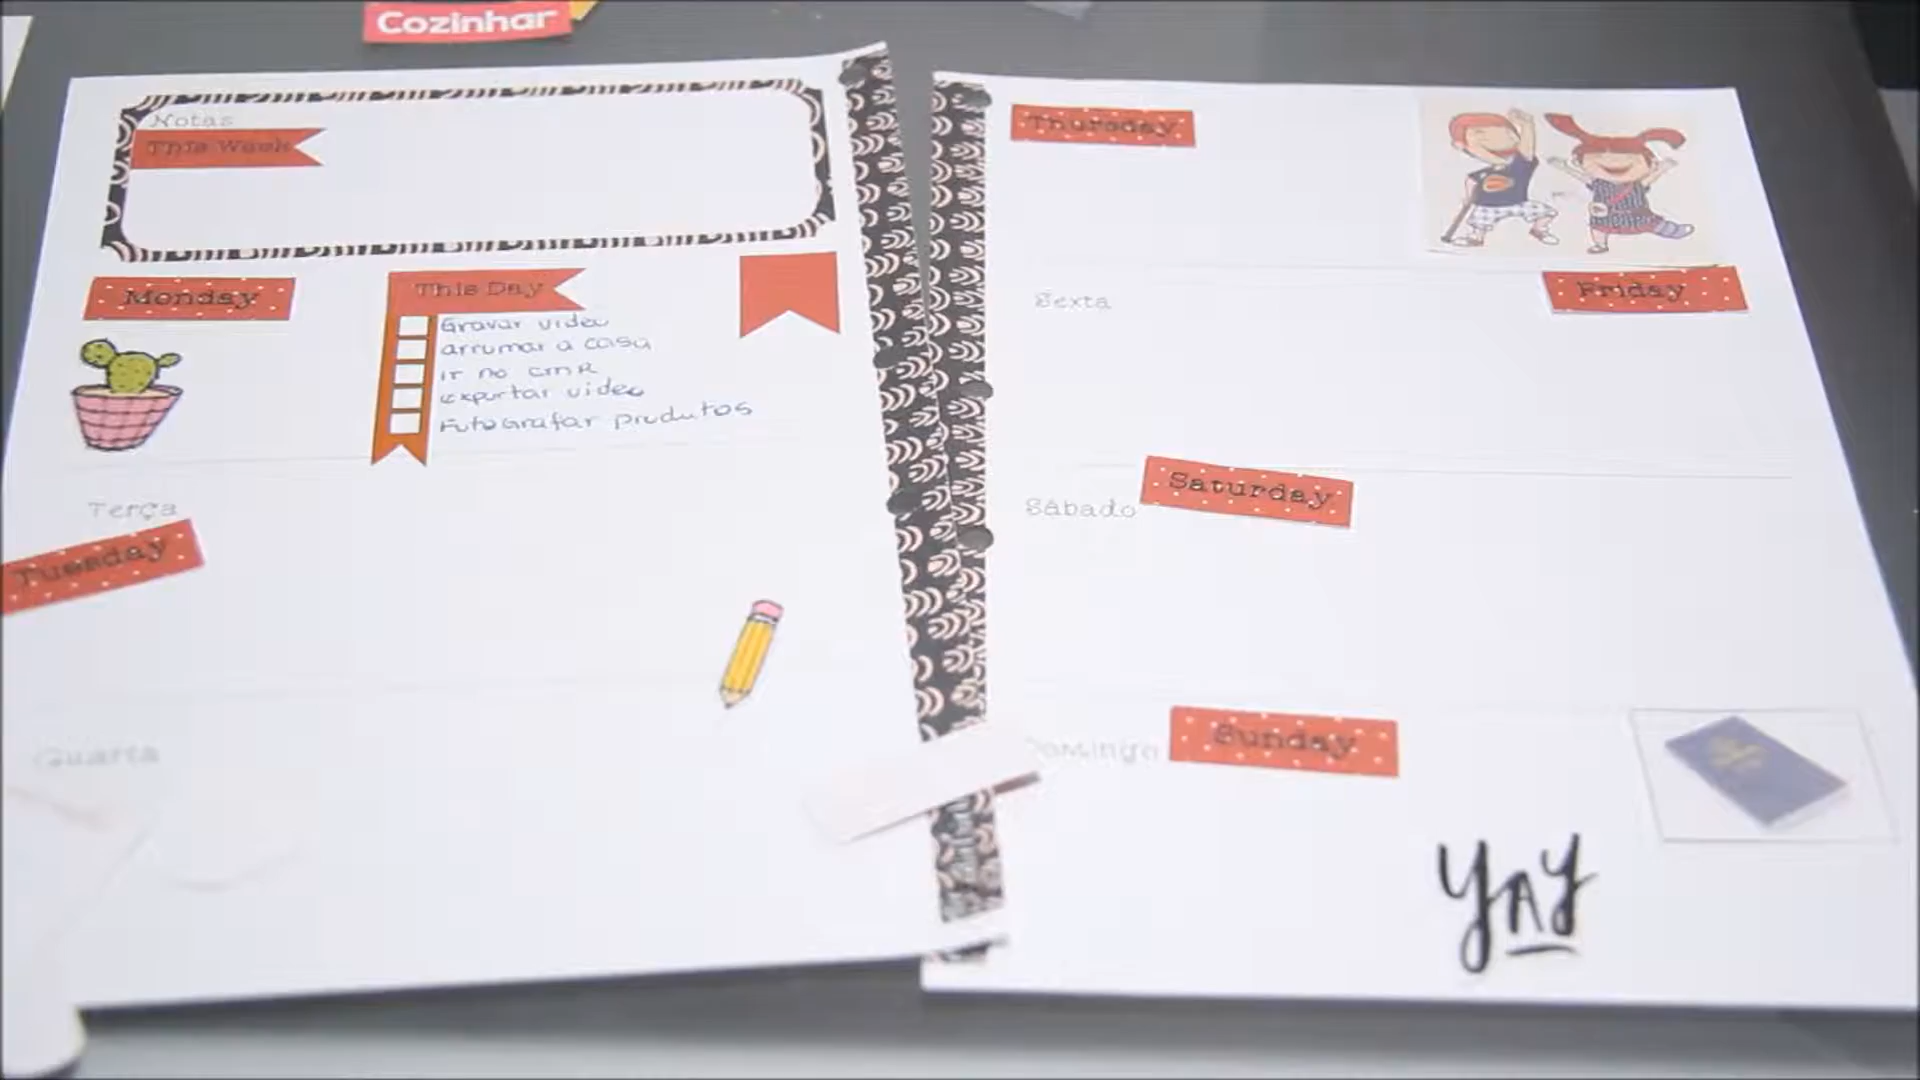 Cozinhar
Notas
This Week
Monday
This Day
Gravar video
arrumar a casa
ir no CMR
exportar video
Fotografar produtos
Terça
Tuesday
Quarta
Thursday
Sexta
Friday
Sábado
Saturday
Domingo
Sunday
YAY